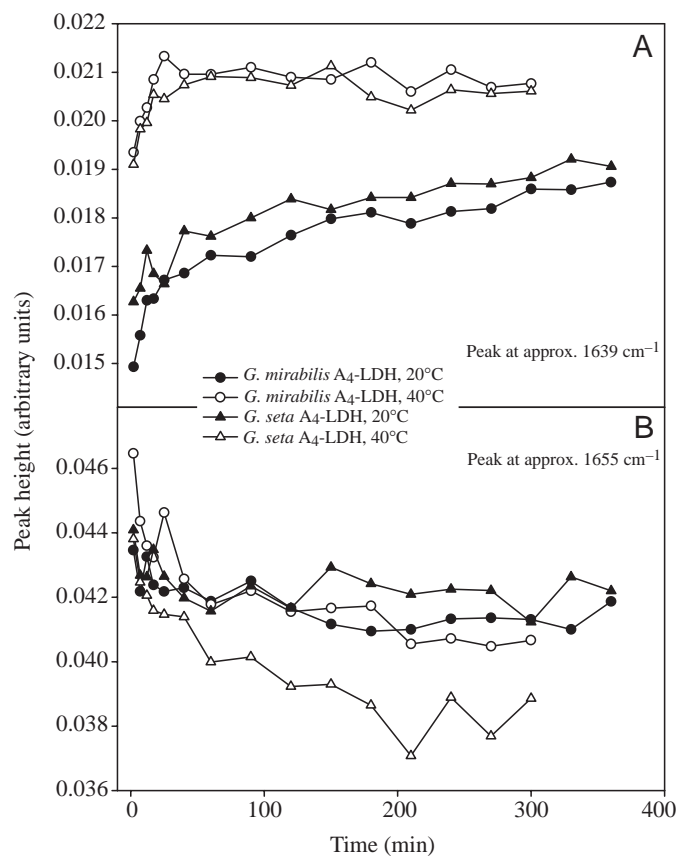 0.022
A
0.021
0.020
0.019
0.018
0.016
0.016
0.015
Peak at approx. 1639 cm⁻¹
G. mirabilis A₄-LDH, 20°C
G. mirabilis A₄-LDH, 40°C
G. seta A₄-LDH, 20°C
G. seta A₄-LDH, 40°C
B
Peak at approx. 1655 cm⁻¹
0.046
0.044
0.042
0.040
0.038
0.036
Peak height (arbitrary units)
0 100 200 300 400
Time (min)